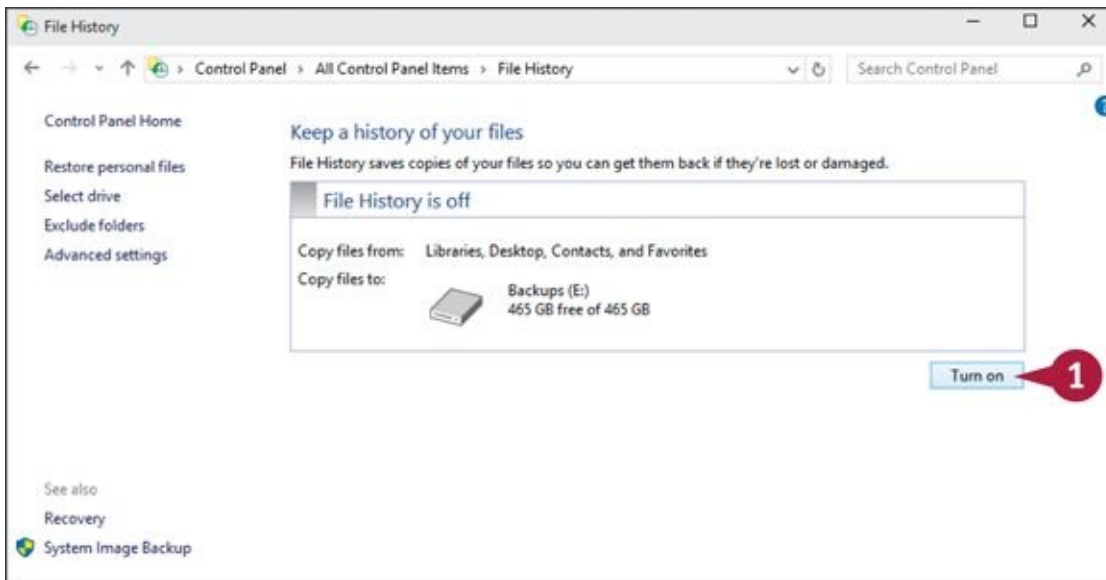 File History
Control Panel > All Control Panel Items > File History
Search Control Panel
Control Panel Home
Restore personal files
Select drive
Exclude folders
Advanced settings
Keep a history of your files
File History saves copies of your files so you can get them back if they're lost or damaged.
File History is off
Copy files from: Libraries, Desktop, Contacts, and Favorites
Copy files to:
Backups (E:)
465 GB free of 465 GB
Turn on
1
See also
Recovery
System Image Backup